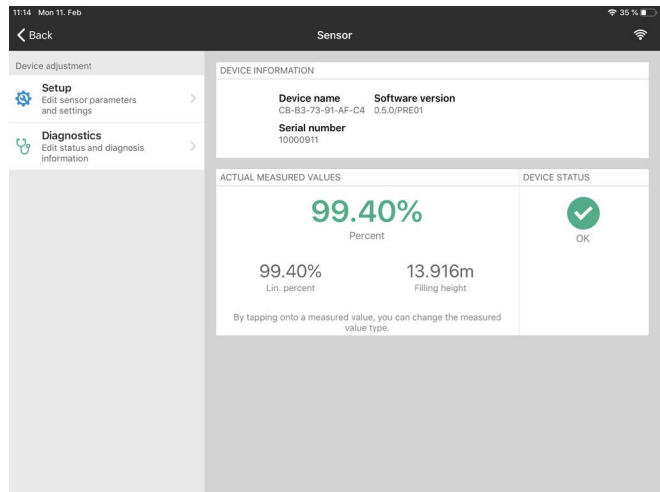 11:14 Mon 11. Feb
35 %
Back
Sensor
Device adjustment
Setup
Edit sensor parameters
and settings
Diagnostics
Edit status and diagnosis
information
DEVICE INFORMATION
Device name
CB-B3-73-91-AF-C4
Software version
0.5.0/PRE01
Serial number
10000911
ACTUAL MEASURED VALUES
99.40%
Percent
99.40%
Lin. percent
13.916m
Filling height
By tapping onto a measured value, you can change the measured
value type.
DEVICE STATUS
OK